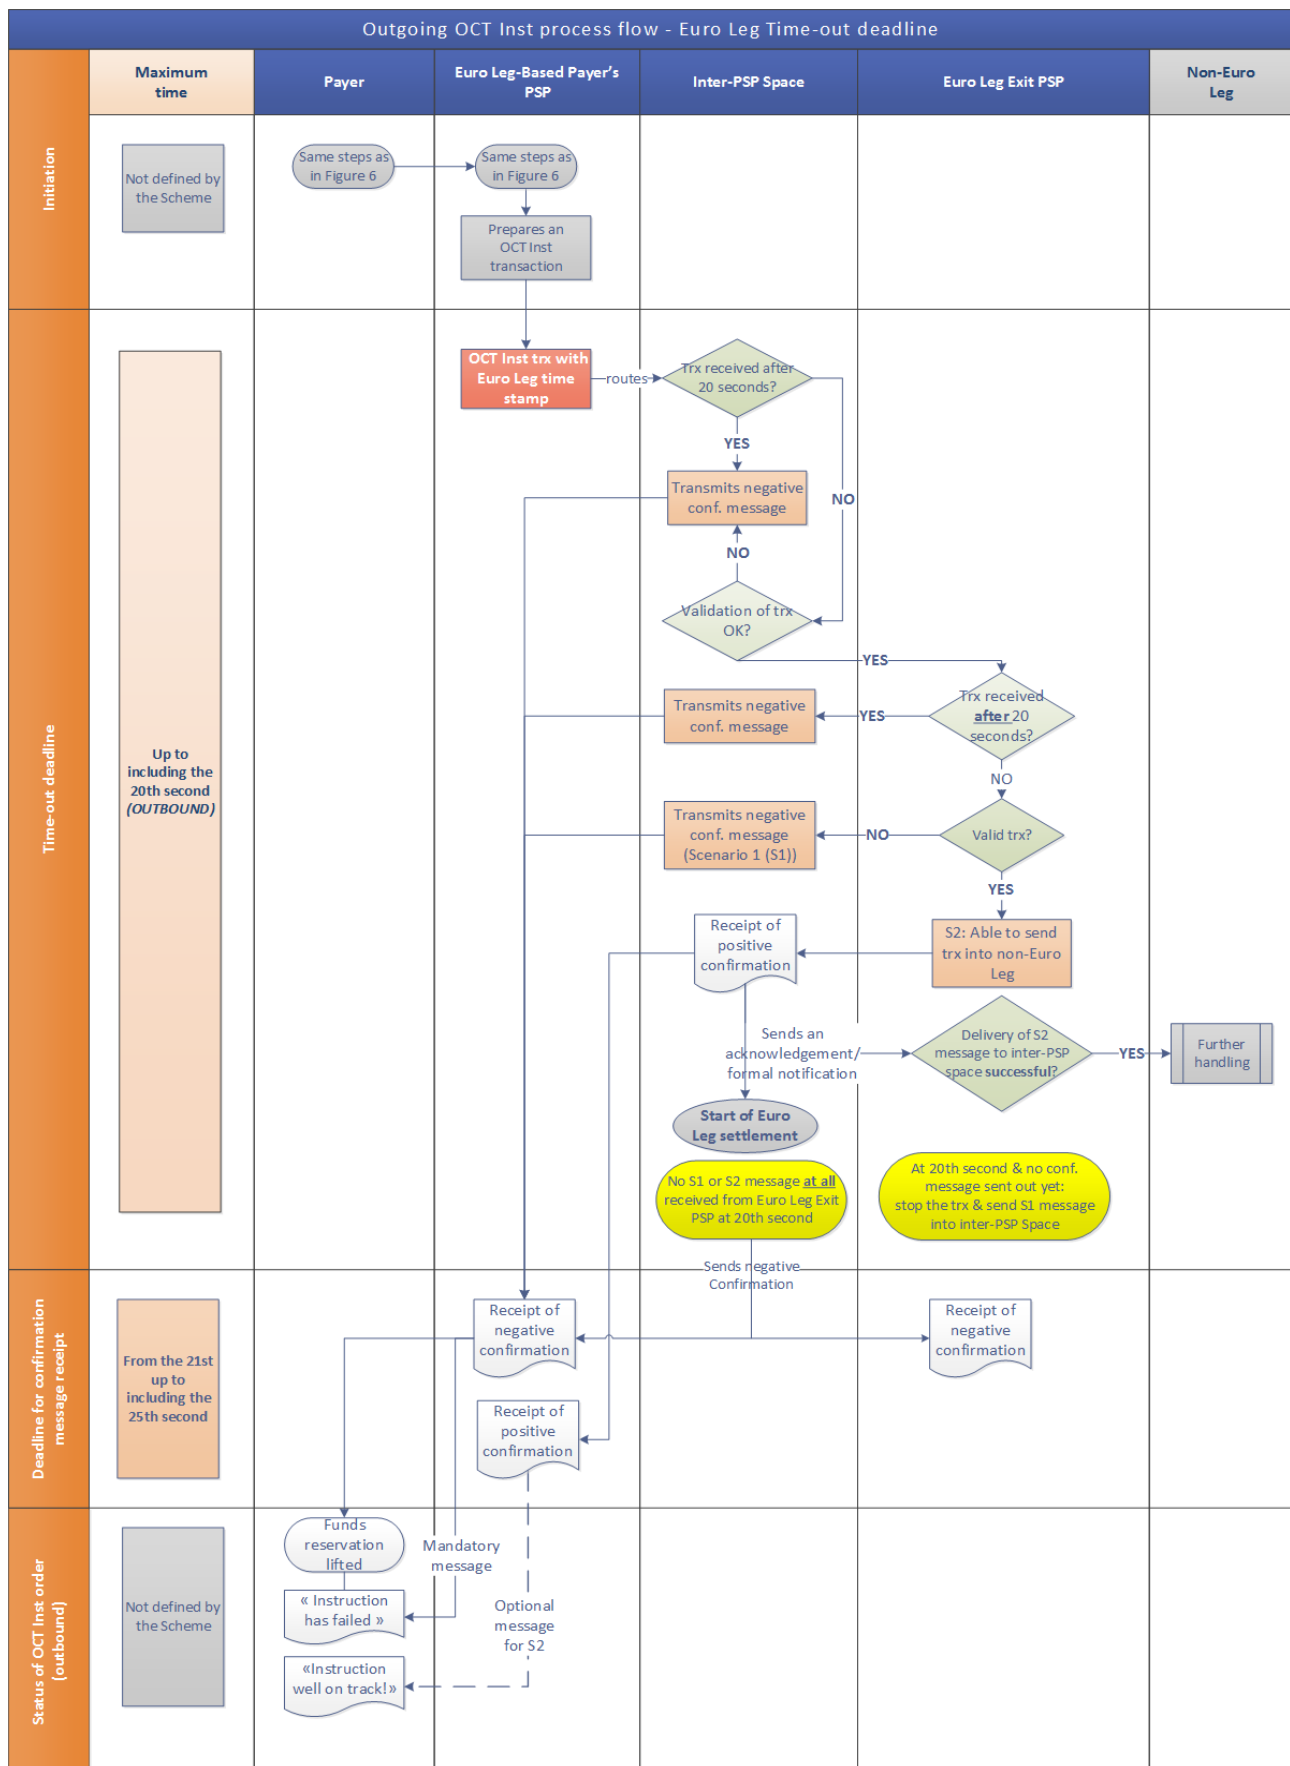 Outgoing OCT Inst process flow - Euro Leg Time-out deadline
Maximum
time
Payer
Euro Leg-Based Payer's
PSP
Inter-PSP Space
Euro Leg Exit PSP
Non-Euro
Leg
Initiation
Not defined by
the Scheme
Same steps as
in Figure 6
Same steps as
in Figure 6
Prepares an
OCT Inst
transaction
Time-out deadline
Up to
including the
20th second
(OUTBOUND)
OCT Inst trx with
Euro Leg time
stamp
routes
Trx received after
20 seconds?
YES
NO
Transmits negative
conf. message
NO
Validation of trx
OK?
YES
Trx received
after 20
seconds?
YES
Transmits negative
conf. message
NO
Valid trx?
NO
Transmits negative
conf. message
(Scenario 1 (S1))
YES
S2: Able to send
trx into non-Euro
Leg
Receipt of
positive
confirmation
Sends an
acknowledgement/
formal notification
Delivery of S2
message to inter-PSP
space successful?
YES
Further
handling
Start of Euro
Leg settlement
No S1 or S2 message at all
received from Euro Leg Exit
PSP at 20th second
At 20th second & no conf.
message sent out yet:
stop the trx & send S1 message
into inter-PSP Space
Sends negative
Confirmation
Deadline for confirmation
message receipt
From the 21st
up to
including the
25th second
Receipt of
negative
confirmation
Receipt of
negative
confirmation
Receipt of
positive
confirmation
Status of OCT Inst order
(outbound)
Not defined by
the Scheme
Funds
reservation
lifted
Mandatory
message
« Instruction
has failed »
Optional
message
for S2
«Instruction
well on track!»